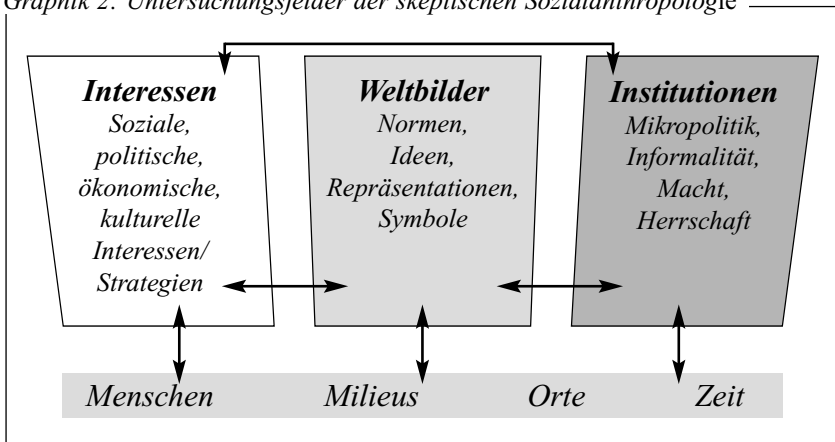 Graphik 2: Untersuchungsfelder der skeptischen Sozialanthropologie
Interessen
Soziale,
politische,
ökonomische,
kulturelle
Interessen/
Strategien
Weltbilder
Normen,
Ideen,
Repräsentationen,
Symbole
Institutionen
Mikropolitik,
Informalität,
Macht,
Herrschaft
Menschen Milieus Orte Zeit